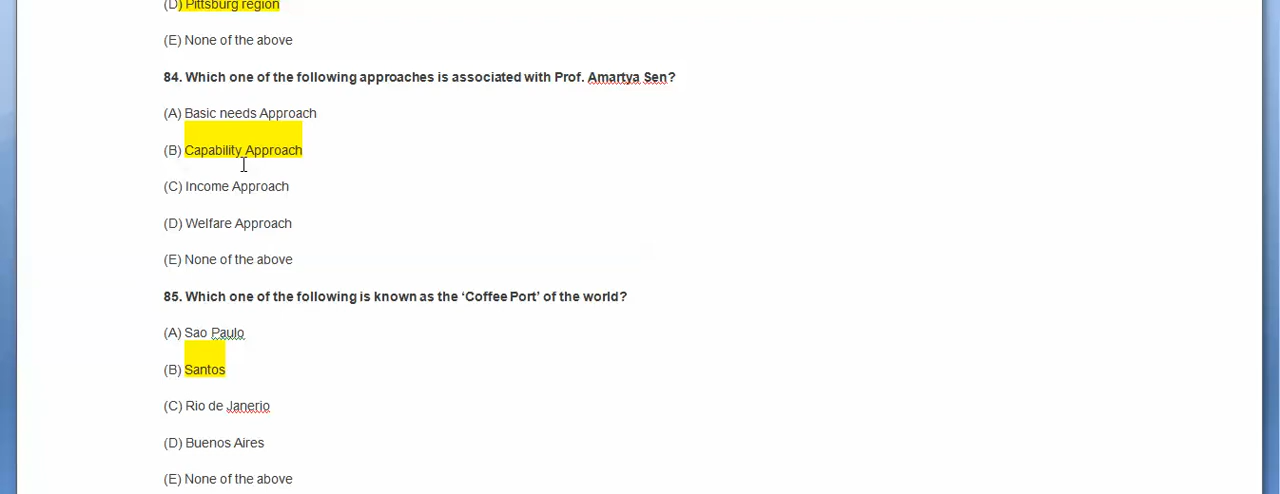 (D) Pittsburg region
(E) None of the above
84. Which one of the following approaches is associated with Prof. Amartya Sen?
(A) Basic needs Approach
(B) Capability Approach
(C) Income Approach
(D) Welfare Approach
(E) None of the above
85. Which one of the following is known as the ‘Coffee Port’ of the world?
(A) Sao Paulo
(B) Santos
(C) Rio de Janerio
(D) Buenos Aires
(E) None of the above